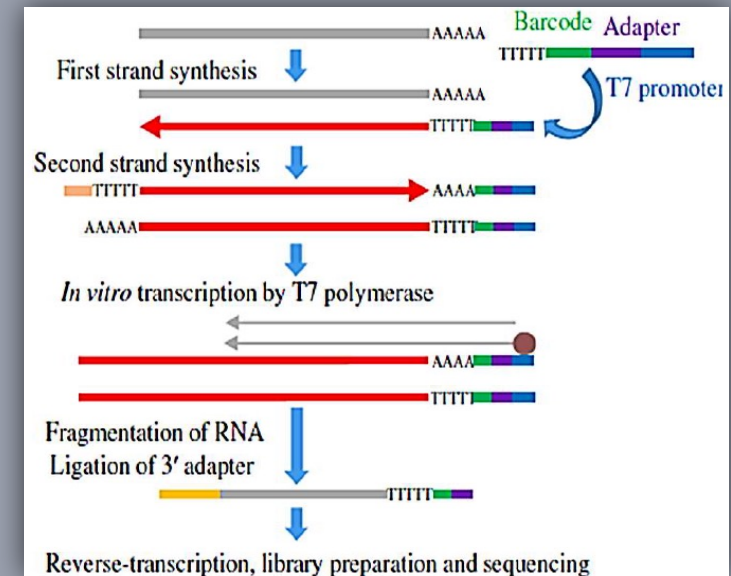 Barcode Adapter
AAAAA
TTTTT
First strand synthesis
T7 promoter
AAAAA
TTTTT
Second strand synthesis
TTTTT AAAA
AAAAA TTTTT
In vitro transcription by T7 polymerase
AAAA
TTTTT
Fragmentation of RNA
Ligation of 3′ adapter
TTTTT
Reverse-transcription, library preparation and sequencing